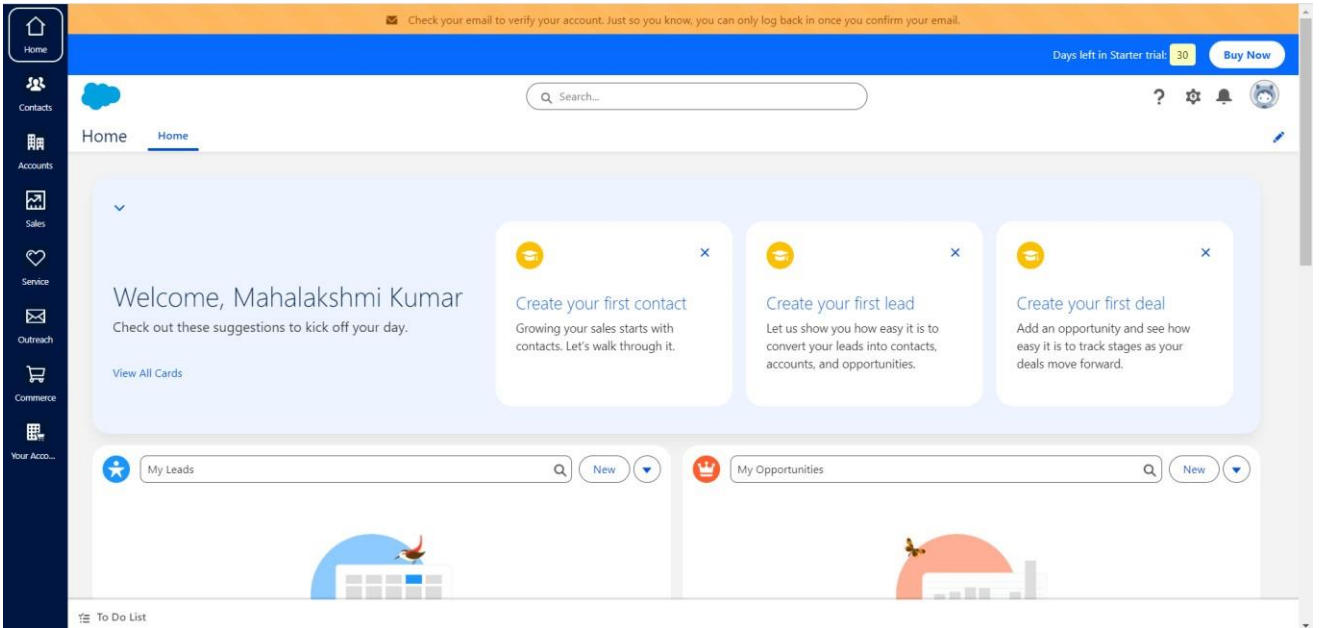 Check your email to verify your account. Just so you know, you can only log back in once you confirm your email.
Days left in Starter trial: 30 Buy Now
Home
Contacts
Accounts
Sales
Service
Outreach
Commerce
Your Acco...
Search...
?
Home Home
Welcome, Mahalakshmi Kumar
Check out these suggestions to kick off your day.
View All Cards
Create your first contact
Growing your sales starts with
contacts. Let's walk through it.
Create your first lead
Let us show you how easy it is to
convert your leads into contacts,
accounts, and opportunities.
Create your first deal
Add an opportunity and see how
easy it is to track stages as your
deals move forward.
My Leads New
My Opportunities New
To Do List